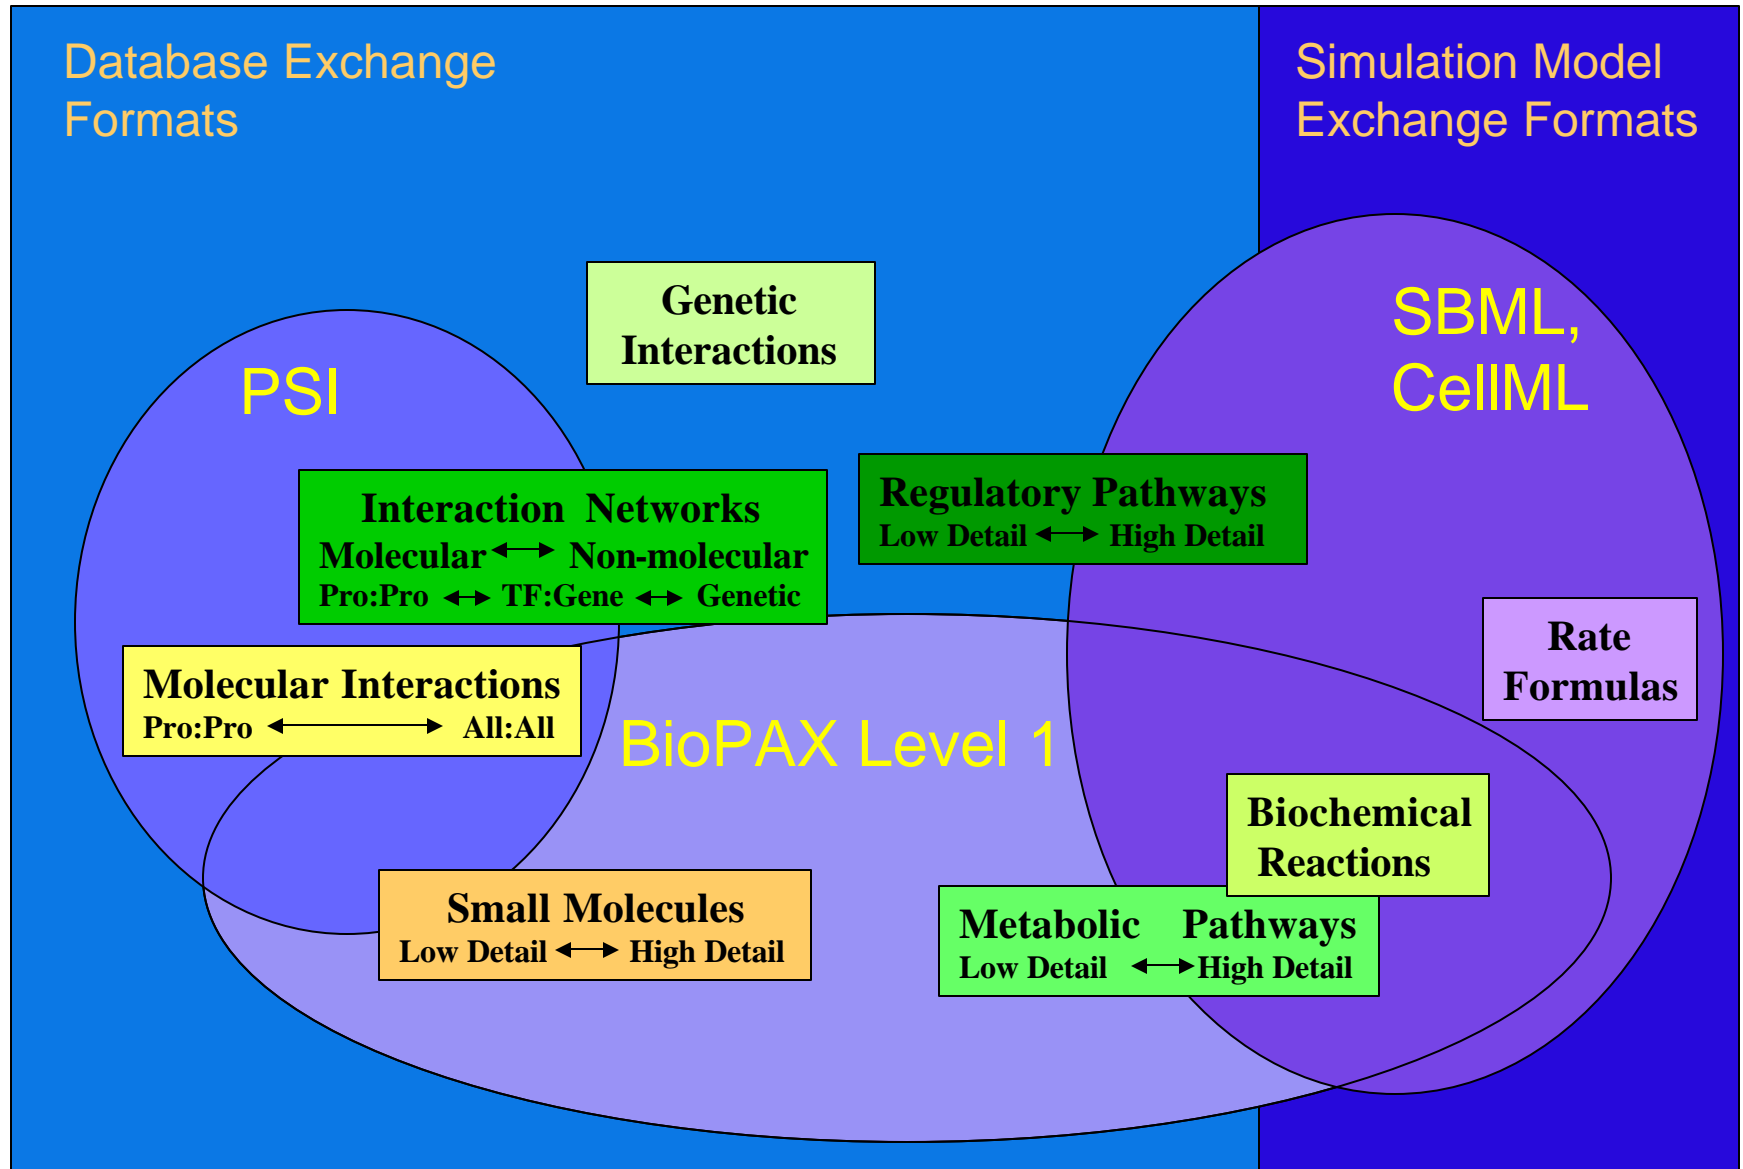 Database Exchange
Formats
Simulation Model
Exchange Formats
Genetic
Interactions
SBML,
CellML
PSI
Interaction Networks
Molecular Non-molecular
Pro:Pro TF:Gene Genetic
Regulatory Pathways
Low Detail High Detail
Rate
Formulas
Molecular Interactions
Pro:Pro All:All
BioPAX Level 1
Biochemical
Reactions
Small Molecules
Low Detail High Detail
Metabolic Pathways
Low Detail High Detail